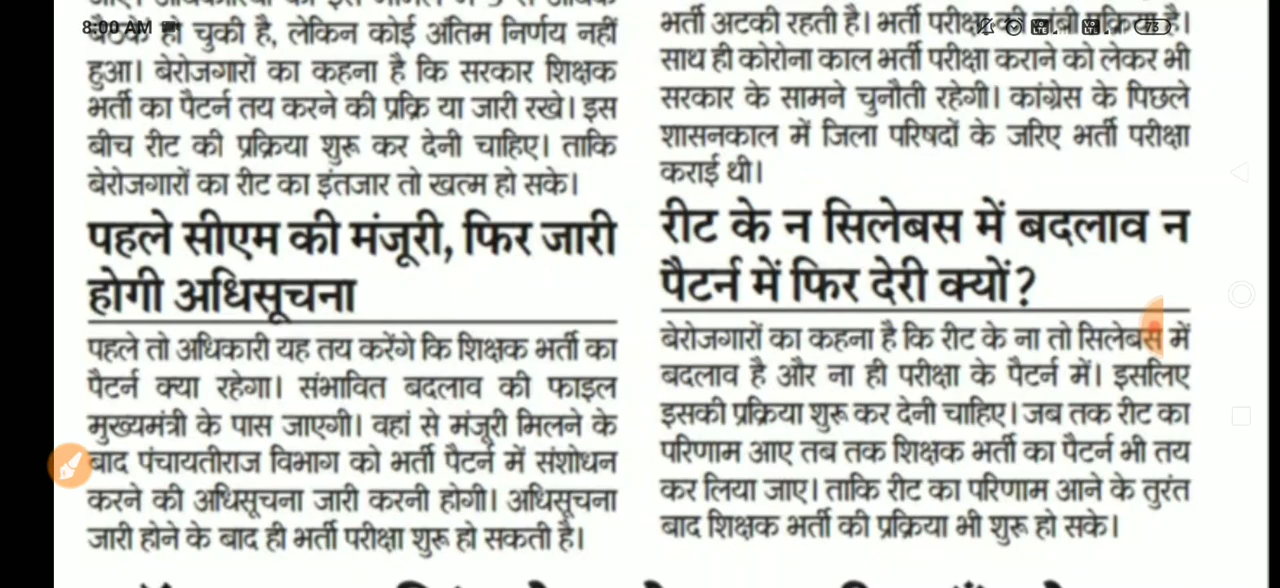 8:00 AM
73
चुकी है, लेकिन कोई अंतिम निर्णय नहीं
हुआ। बेरोजगारों का कहना है कि सरकार शिक्षक
भर्ती का पैटर्न तय करने की प्रक्रि या जारी रखे। इस
बीच रीट की प्रक्रिया शुरू कर देनी चाहिए। ताकि
बेरोजगारों का रीट का इंतजार तो खत्म हो सके।
पहले सीएम की मंजूरी, फिर जारी
होगी अधिसूचना
पहले तो अधिकारी यह तय करेंगे कि शिक्षक भर्ती का
पैटर्न क्या रहेगा। संभावित बदलाव की फाइल
मुख्यमंत्री के पास जाएगी। वहां से मंजूरी मिलने के
बाद पंचायतीराज विभाग को भर्ती पैटर्न में संशोधन
करने की अधिसूचना जारी करनी होगी। अधिसूचना
जारी होने के बाद ही भर्ती परीक्षा शुरू हो सकती है।
भर्ती अटकी रहती है। भर्ती है।
साथ ही कोरोना काल भर्ती परीक्षा कराने को लेकर भी
सरकार के सामने चुनौती रहेगी। कांग्रेस के पिछले
शासनकाल में जिला परिषदों के जरिए भर्ती परीक्षा
कराई थी।
रीट के न सिलेबस में बदलाव न
पैटर्न में फिर देरी क्यों?
बेरोजगारों का कहना है कि रीट के ना तो सिलेबस में
बदलाव है और ना ही परीक्षा के पैटर्न में। इसलिए
इसकी प्रक्रिया शुरू कर देनी चाहिए। जब तक रीट का
परिणाम आए तब तक शिक्षक भर्ती का पैटर्न भी तय
कर लिया जाए। ताकि रीट का परिणाम आने के तुरंत
बाद शिक्षक भर्ती की प्रक्रिया भी शुरू हो सके।